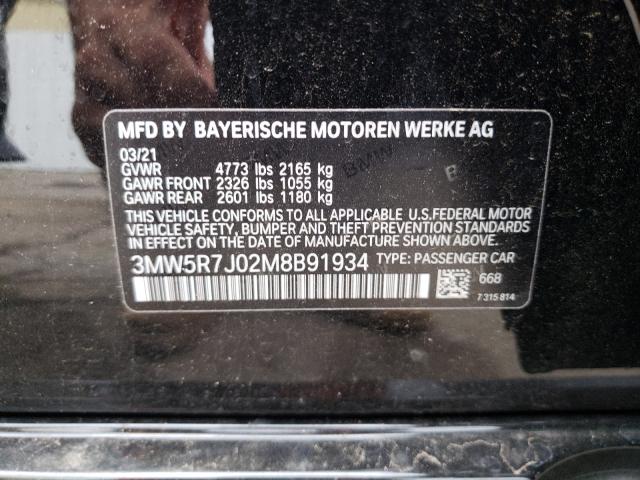 MFD BY BAYERISCHE MOTOREN WERKE AG
03/21
GVWR 4773 lbs 2165 kg
GAWR FRONT 2326 lbs 1055 kg
GAWR REAR 2601 lbs 1180 kg
THIS VEHICLE CONFORMS TO ALL APPLICABLE U.S.FEDERAL MOTOR
VEHICLE SAFETY, BUMPER, AND THEFT PREVENTION STANDARDS
IN EFFECT ON THE DATE OF MANUFACTURE SHOWN ABOVE.
3MW5R7J02M8B91934 TYPE: PASSENGER CAR
668
7 315 814